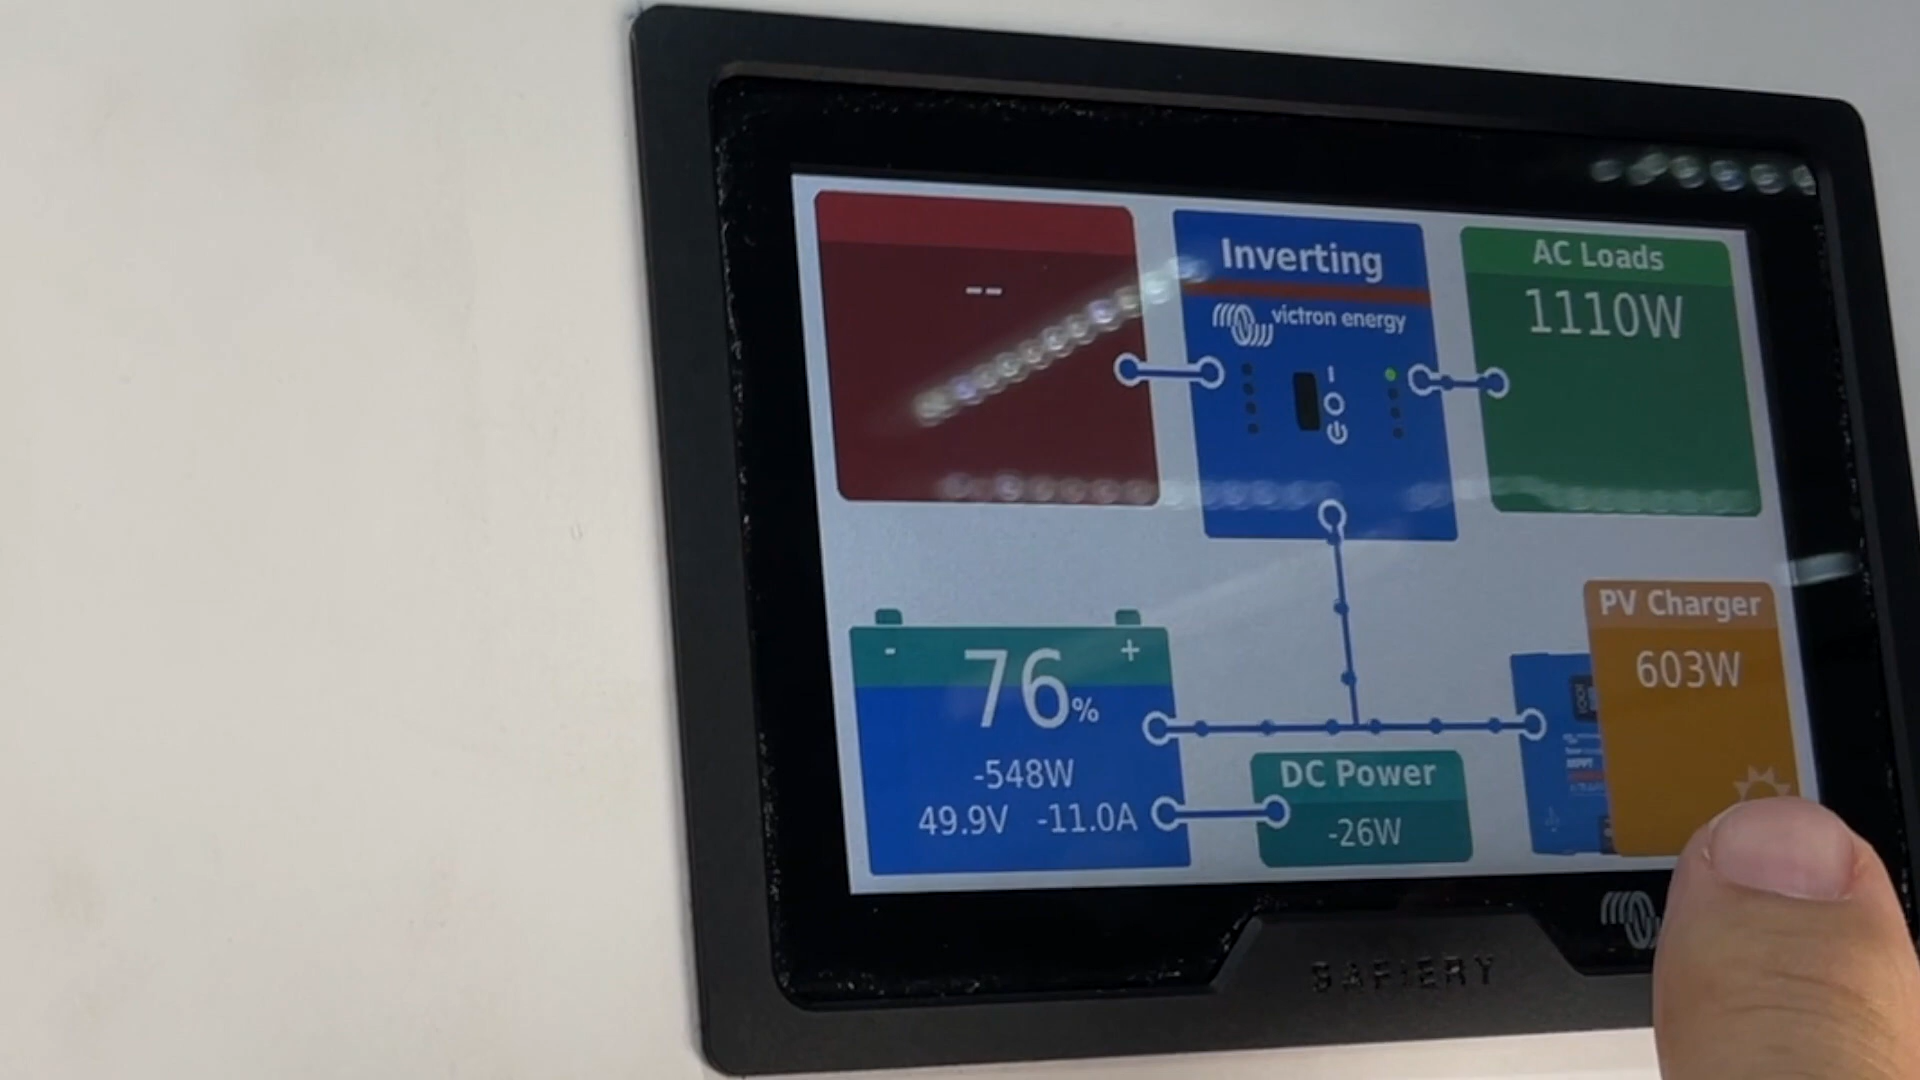 --
Inverting
victron energy
AC Loads
1110W
PV Charger
603W
- +
76%
-548W
49.9V -11.0A
DC Power
-26W
MPPT
SAFIERY